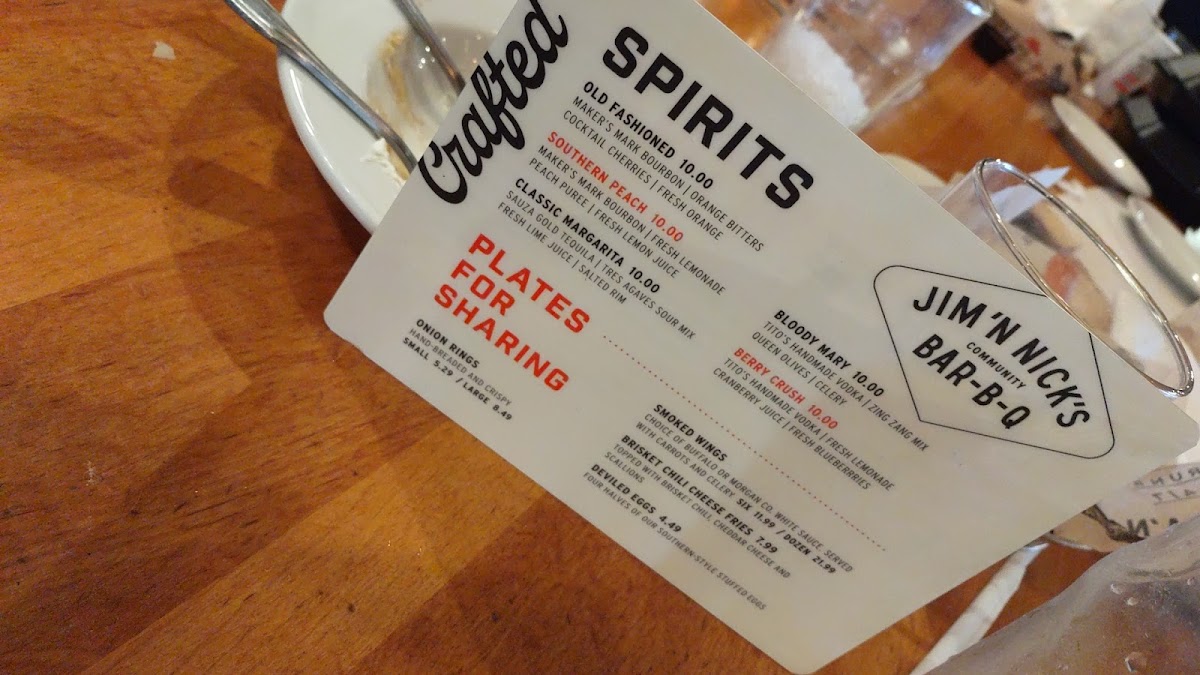 Crafted
SPIRITS
OLD FASHIONED 10.00
MAKER'S MARK BOURBON | ORANGE BITTERS
COCKTAIL CHERRIES | FRESH ORANGE
SOUTHERN PEACH 10.00
MAKER'S MARK BOURBON | FRESH LEMONADE
PEACH PUREE | FRESH LEMON JUICE
CLASSIC MARGARITA 10.00
SAUZA GOLD TEQUILA | TRES AGAVES SOUR MIX
FRESH LIME JUICE | SALTED RIM
BLOODY MARY 10.00
TITO'S HANDMADE VODKA | ZING ZANG MIX
QUEEN OLIVES | CELERY
BERRY CRUSH 10.00
TITO'S HANDMADE VODKA | FRESH LEMONADE
CRANBERRY JUICE | FRESH BLUEBERRRIES
JIM 'N NICK'S
COMMUNITY
BAR-B-Q
PLATES
FOR
SHARING
ONION RINGS
HAND-BREADED AND CRISPY
SMALL 5.29 / LARGE 8.49
SMOKED WINGS
CHOICE OF BUFFALO OR MORGAN CO. WHITE SAUCE, SERVED
WITH CARROTS AND CELERY SIX 11.99 / DOZEN 21.99
BRISKET CHILI CHEESE FRIES 7.99
TOPPED WITH BRISKET CHILI, CHEDDAR CHEESE AND
SCALLIONS
DEVILED EGGS 4.49
FOUR HALVES OF OUR SOUTHERN-STYLE STUFFED EGGS